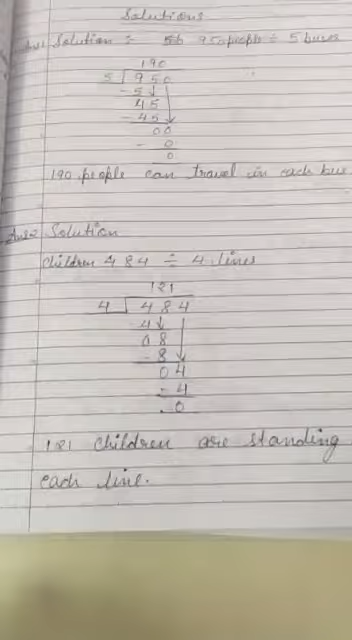 Solutions
Ans1 Solution = 950 people ÷ 5 buses
190
5 950
-5↓
45
-45↓
00
- 0
0
190 people can travel in each bus
Ans2 Solution
Children 484 ÷ 4 lines
121
4 484
4↓
08
-8↓
04
-4
0
121 children are standing
each line.